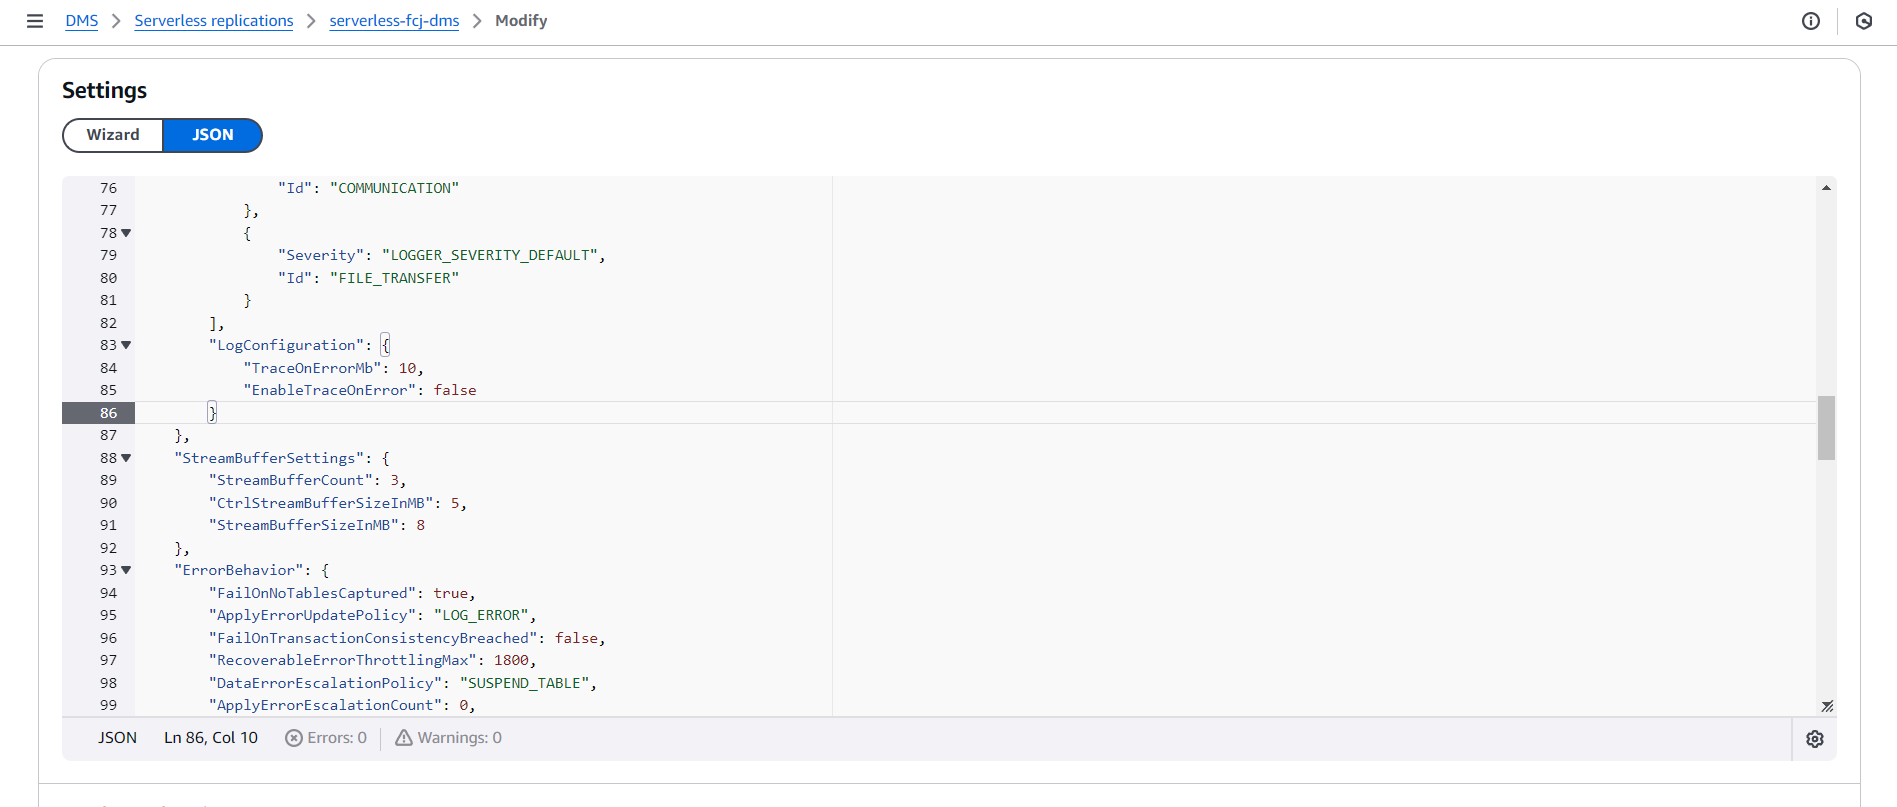 DMS > Serverless replications > serverless-fcj-dms > Modify
Settings
Wizard JSON
76 "Id": "COMMUNICATION"
77 },
78 {
79 "Severity": "LOGGER_SEVERITY_DEFAULT",
80 "Id": "FILE_TRANSFER"
81 }
82 ],
83 "LogConfiguration": {
84 "TraceOnErrorMb": 10,
85 "EnableTraceOnError": false
86 }
87 },
88 "StreamBufferSettings": {
89 "StreamBufferCount": 3,
90 "CtrlStreamBufferSizeInMB": 5,
91 "StreamBufferSizeInMB": 8
92 },
93 "ErrorBehavior": {
94 "FailOnNoTablesCaptured": true,
95 "ApplyErrorUpdatePolicy": "LOG_ERROR",
96 "FailOnTransactionConsistencyBreached": false,
97 "RecoverableErrorThrottlingMax": 1800,
98 "DataErrorEscalationPolicy": "SUSPEND_TABLE",
99 "ApplyErrorEscalationCount": 0,
JSON Ln 86, Col 10 Errors: 0 Warnings: 0